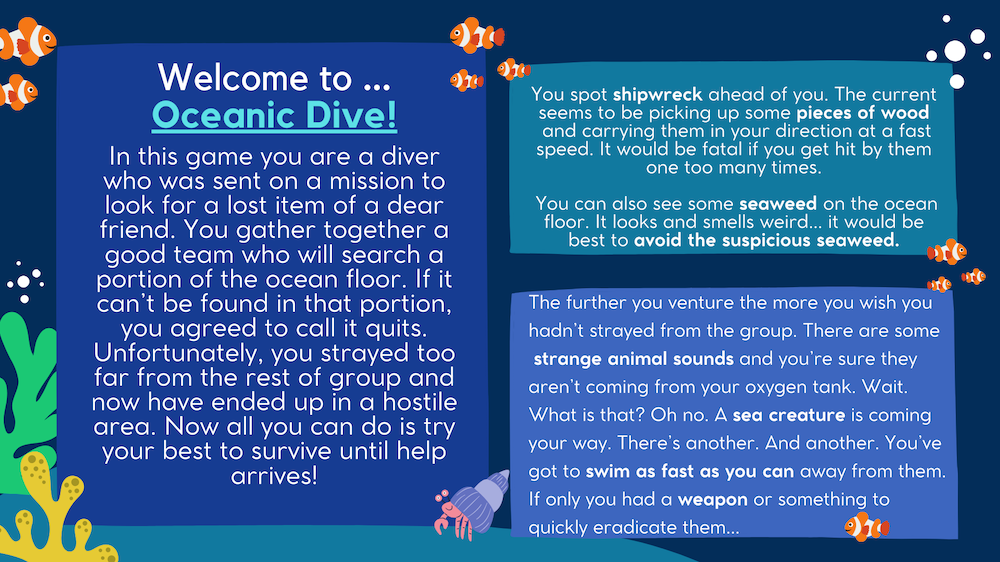 Welcome to ...
Oceanic Dive!
In this game you are a diver
who was sent on a mission to
look for a lost item of a dear
friend. You gather together a
good team who will search a
portion of the ocean floor. If it
can't be found in that portion,
you agreed to call it quits.
Unfortunately, you strayed too
far from the rest of group and
now have ended up in a hostile
area. Now all you can do is try
your best to survive until help
arrives!
You spot shipwreck ahead of you. The current
seems to be picking up some pieces of wood
and carrying them in your direction at a fast
speed. It would be fatal if you get hit by them
one too many times.
You can also see some seaweed on the ocean
floor. It looks and smells weird... it would be
best to avoid the suspicious seaweed.
The further you venture the more you wish you
hadn't strayed from the group. There are some
strange animal sounds and you're sure they
aren't coming from your oxygen tank. Wait.
What is that? Oh no. A sea creature is coming
your way. There's another. And another. You've
got to swim as fast as you can away from them.
If only you had a weapon or something to
quickly eradicate them...